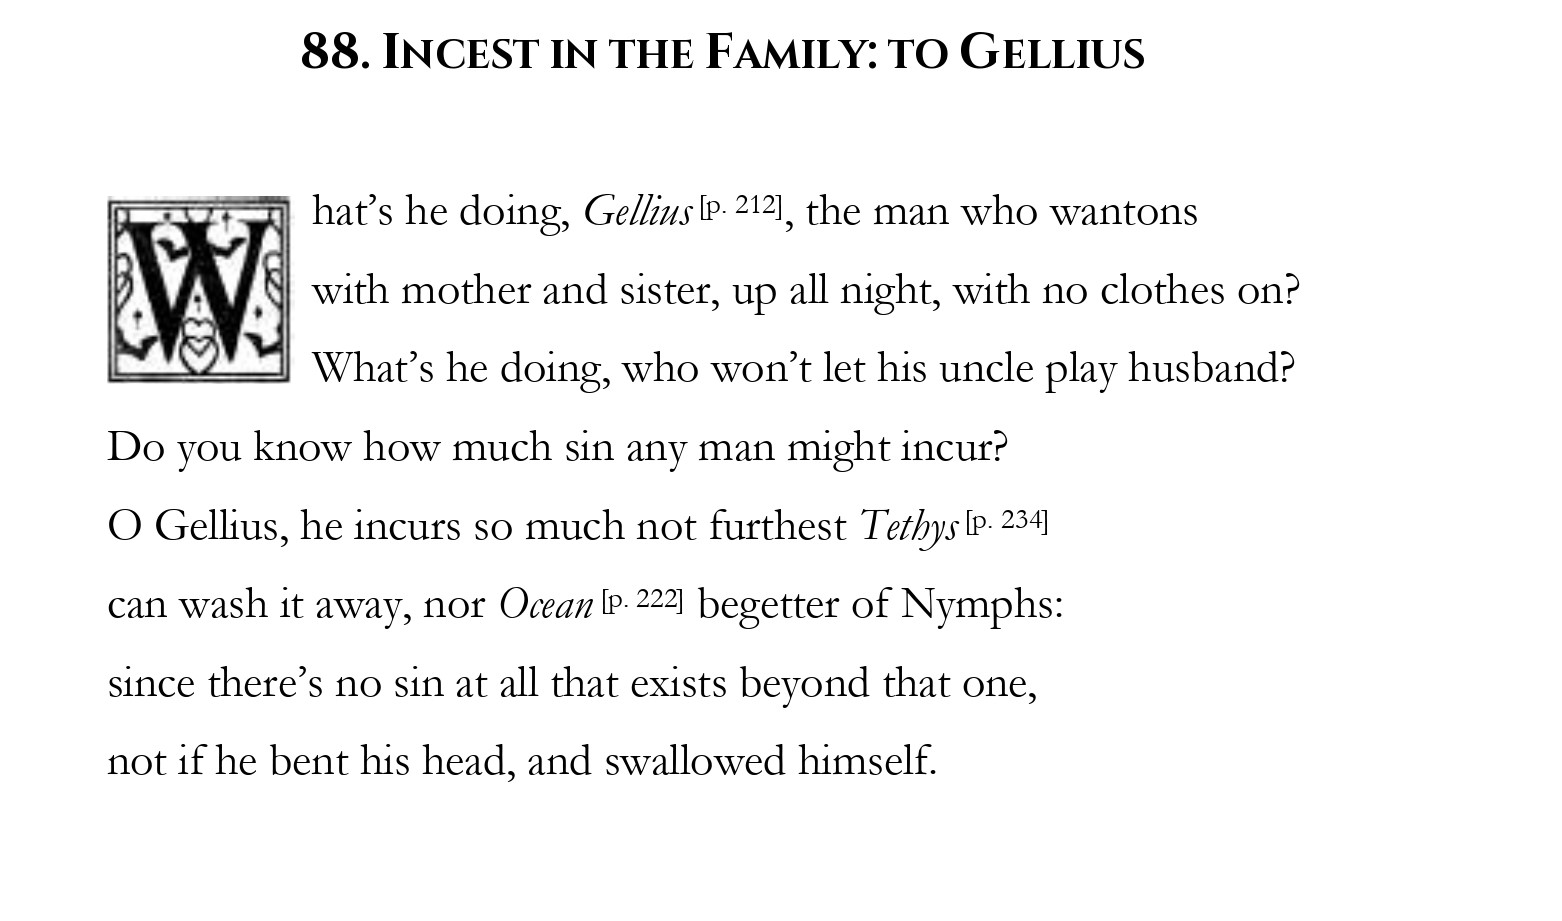 88. Incest in the Family: to Gellius
What’s he doing, Gellius [p. 212], the man who wantons
with mother and sister, up all night, with no clothes on?
What’s he doing, who won’t let his uncle play husband?
Do you know how much sin any man might incur?
O Gellius, he incurs so much not furthest Tethys [p. 234]
can wash it away, nor Ocean [p. 222] begetter of Nymphs:
since there’s no sin at all that exists beyond that one,
not if he bent his head, and swallowed himself.